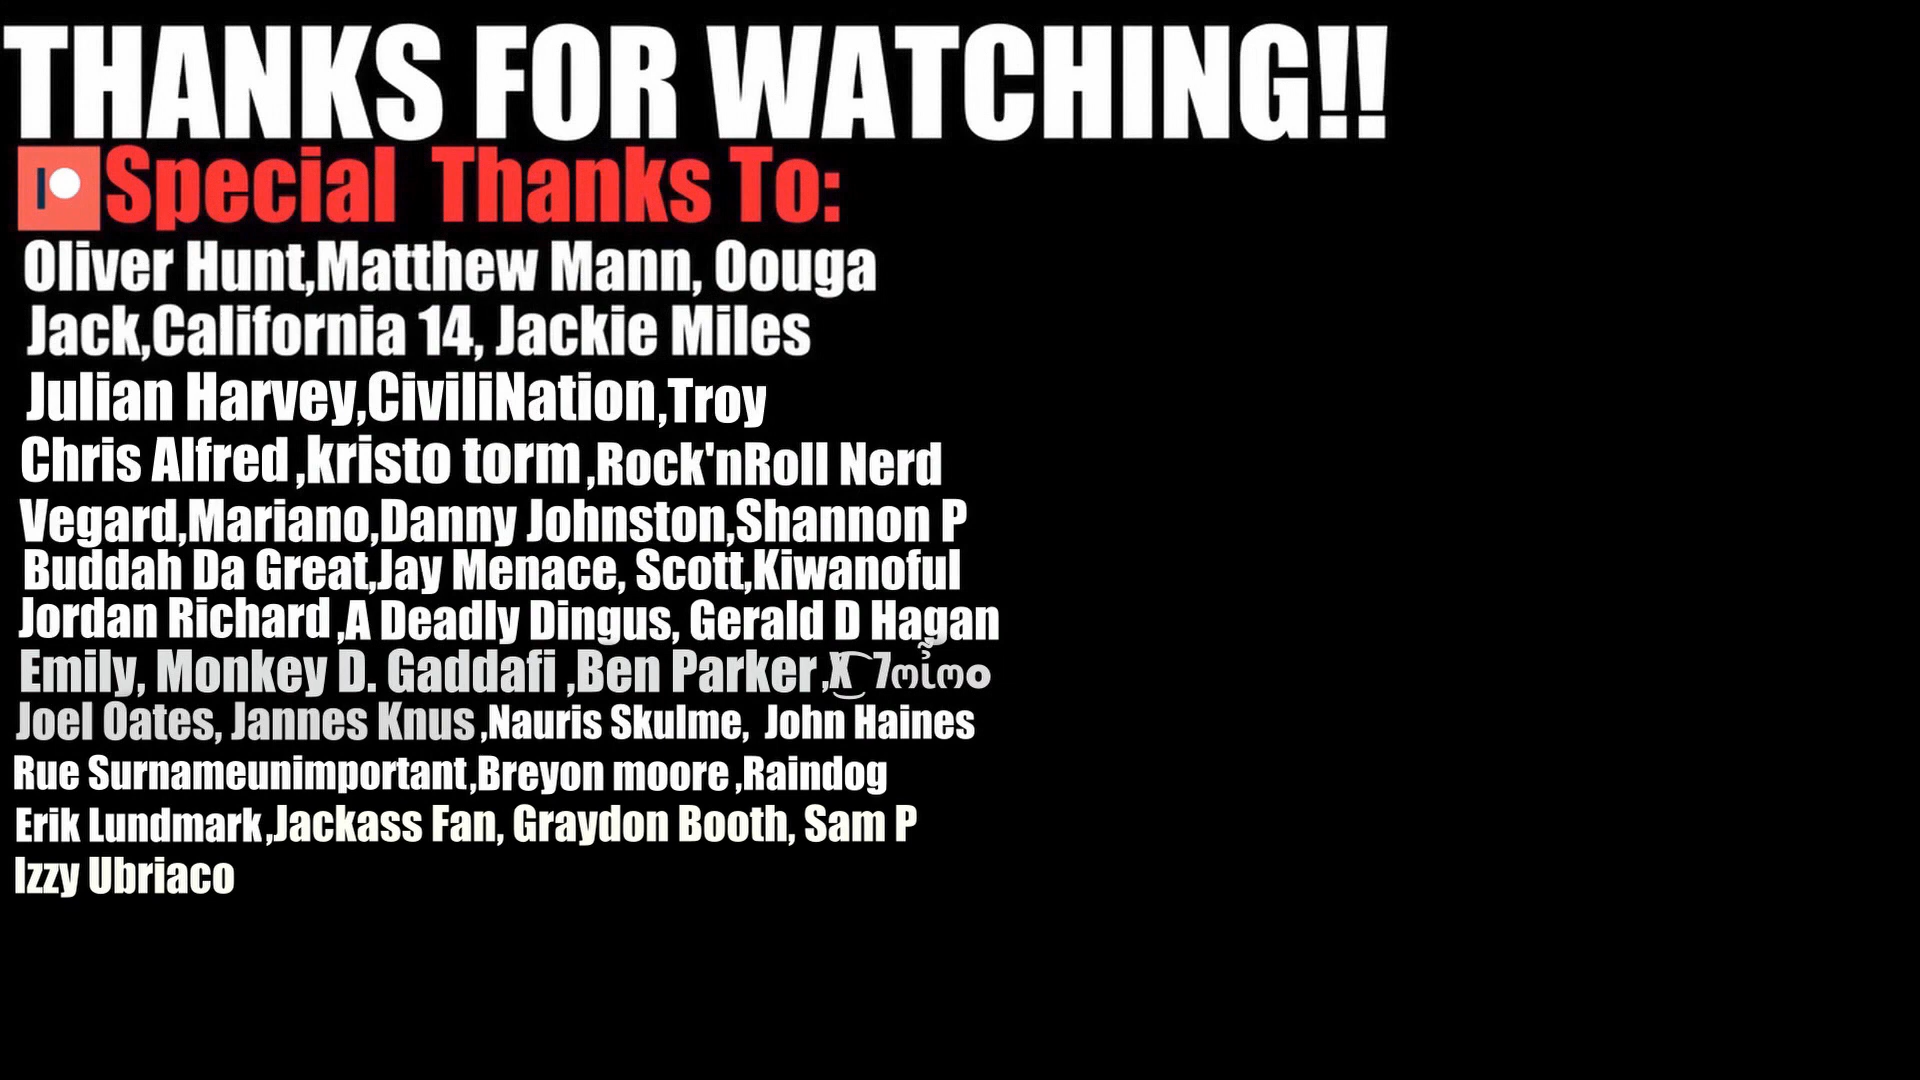 THANKS FOR WATCHING!!
Special Thanks To:
Oliver Hunt,Matthew Mann, Oouga
Jack,California 14, Jackie Miles
Julian Harvey,CiviliNation,Troy
Chris Alfred ,kristo torm ,Rock'nRoll Nerd
Vegard,Mariano,Danny Johnston,Shannon P
Buddah Da Great,Jay Menace, Scott,Kiwanoful
Jordan Richard ,A Deadly Dingus, Gerald D Hagan
Emily, Monkey D. Gaddafi ,Ben Parker
Joel Oates, Jannes Knus ,Nauris Skulme, John Haines
Rue Surnameunimportant,Breyon moore ,Raindog
Erik Lundmark,Jackass Fan, Graydon Booth, Sam P
Izzy Ubriaco